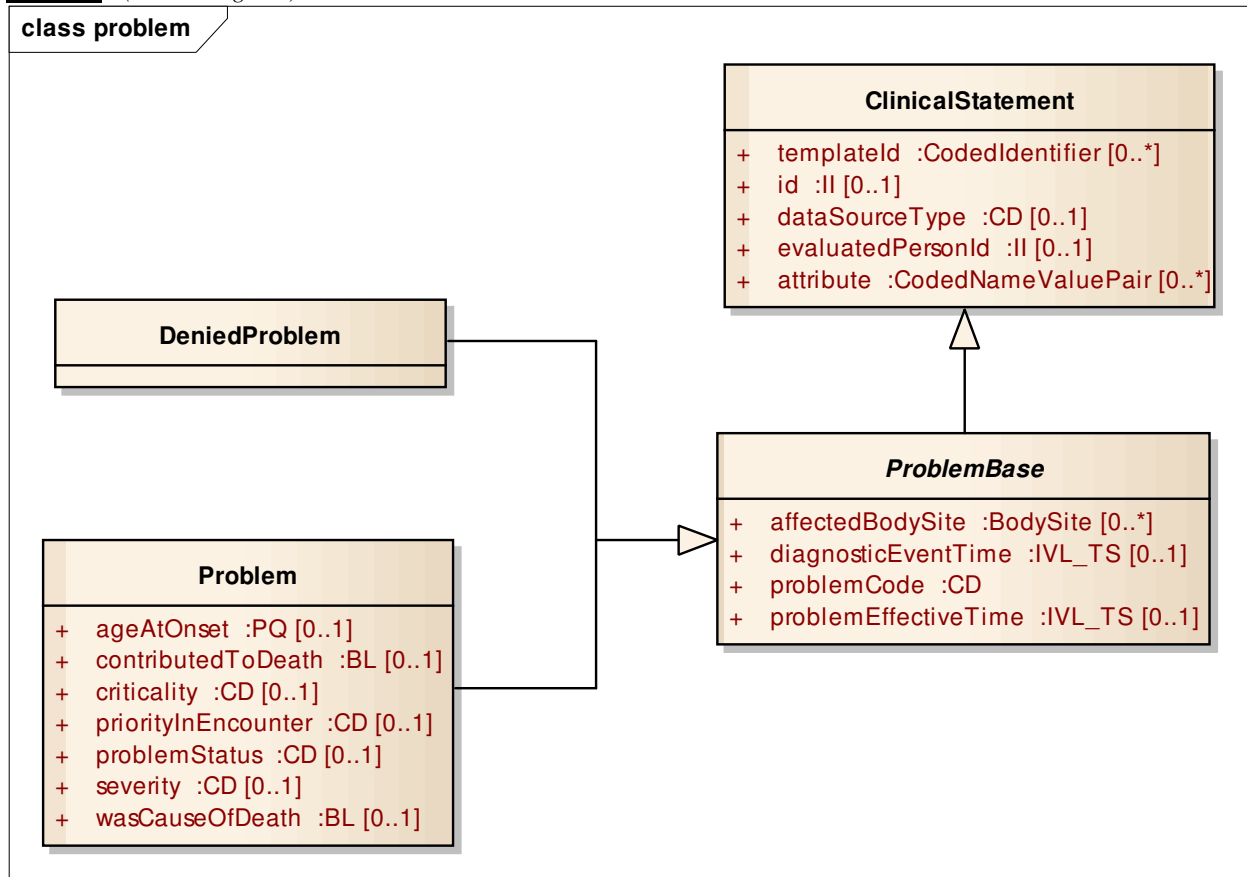 class problem
ClinicalStatement
+ templateId :CodedIdentifier [0..*]
+ id :II [0..1]
+ dataSourceType :CD [0..1]
+ evaluatedPersonId :II [0..1]
+ attribute :CodedNameValuePair [0..*]
DeniedProblem
ProblemBase
+ affectedBodySite :BodySite [0..*]
+ diagnosticEventTime :IVL_TS [0..1]
+ problemCode :CD
+ problemEffectiveTime :IVL_TS [0..1]
Problem
+ ageAtOnset :PQ [0..1]
+ contributedToDeath :BL [0..1]
+ criticality :CD [0..1]
+ priorityInEncounter :CD [0..1]
+ problemStatus :CD [0..1]
+ severity :CD [0..1]
+ wasCauseOfDeath :BL [0..1]